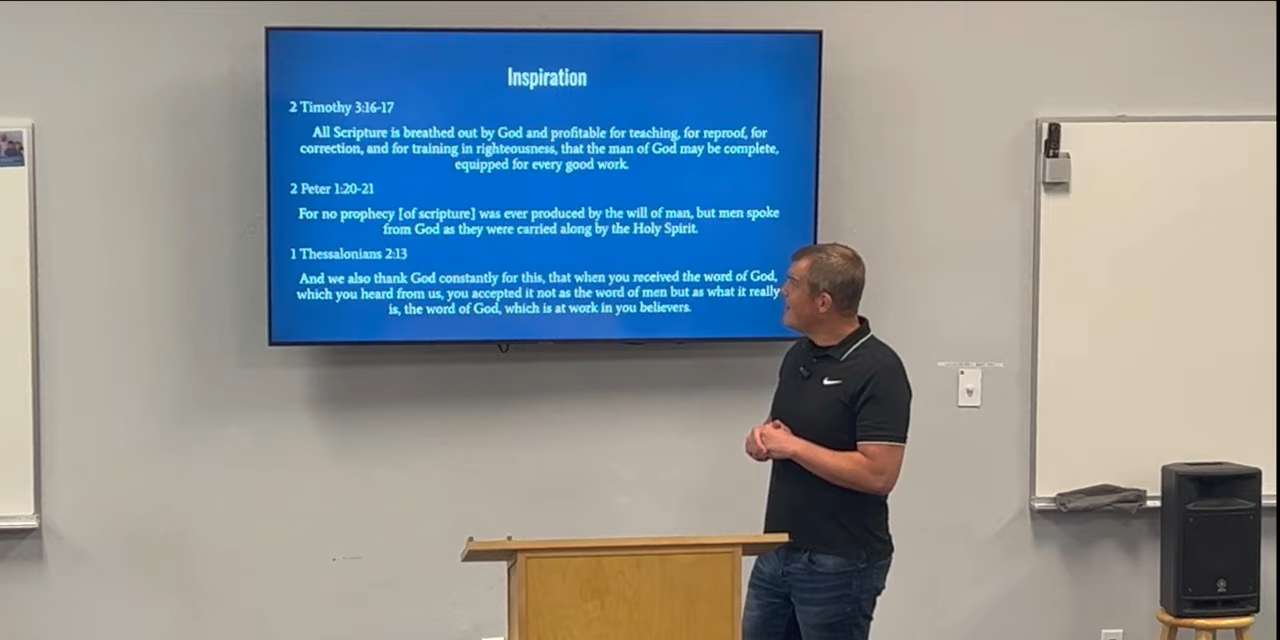 Inspiration
2 Timothy 3:16-17
All Scripture is breathed out by God and profitable for teaching, for reproof, for
correction, and for training in righteousness, that the man of God may be complete,
equipped for every good work.
2 Peter 1:20-21
For no prophecy [of scripture] was ever produced by the will of man, but men spoke
from God as they were carried along by the Holy Spirit.
1 Thessalonians 2:13
And we also thank God constantly for this, that when you received the word of God,
which you heard from us, you accepted it not as the word of men but as what it really
is, the word of God, which is at work in you believers.